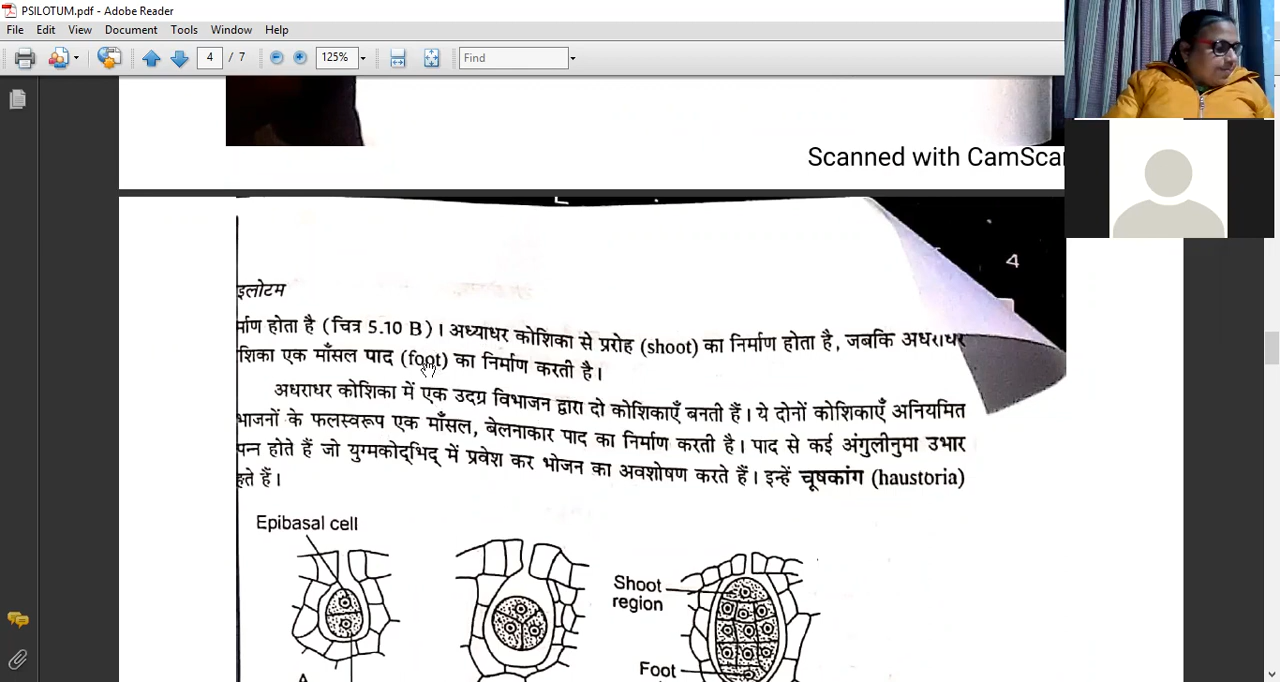 PSILOTUM.pdf - Adobe Reader
File Edit View Document Tools Window Help
4 / 7 125% Find
Scanned with CamScan
4
इलोटम
र्माण होता है (चित्र 5.10 B)। अध्याधर कोशिका से प्ररोह (shoot) का निर्माण होता है, जबकि अधराधर
शिका एक माँसल पाद (foot) का निर्माण करती है।
अधराधर कोशिका में एक उदग्र विभाजन द्वारा दो कोशिकाएँ बनती हैं। ये दोनों कोशिकाएँ अनियमित
भाजनों के फलस्वरूप एक माँसल, बेलनाकार पाद का निर्माण करती है। पाद से कई अंगुलीनुमा उभार
पन्न होते हैं जो युग्मकोद्भिद् में प्रवेश कर भोजन का अवशोषण करते हैं। इन्हें चूषकांग (haustoria)
हते हैं।
Epibasal cell
Shoot
region
Foot
A